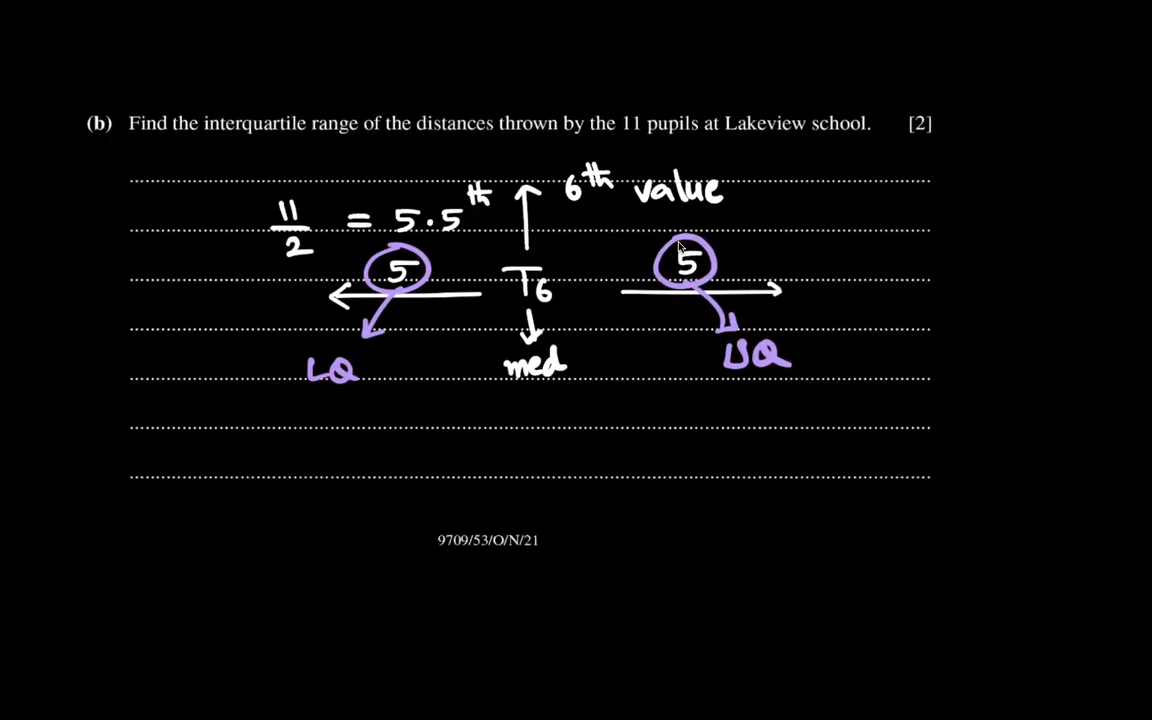 (b) Find the interquartile range of the distances thrown by the 11 pupils at Lakeview school. [2]
6th value
11/2 = 5.5th
5 T6 5
LQ med UQ
9709/53/O/N/21